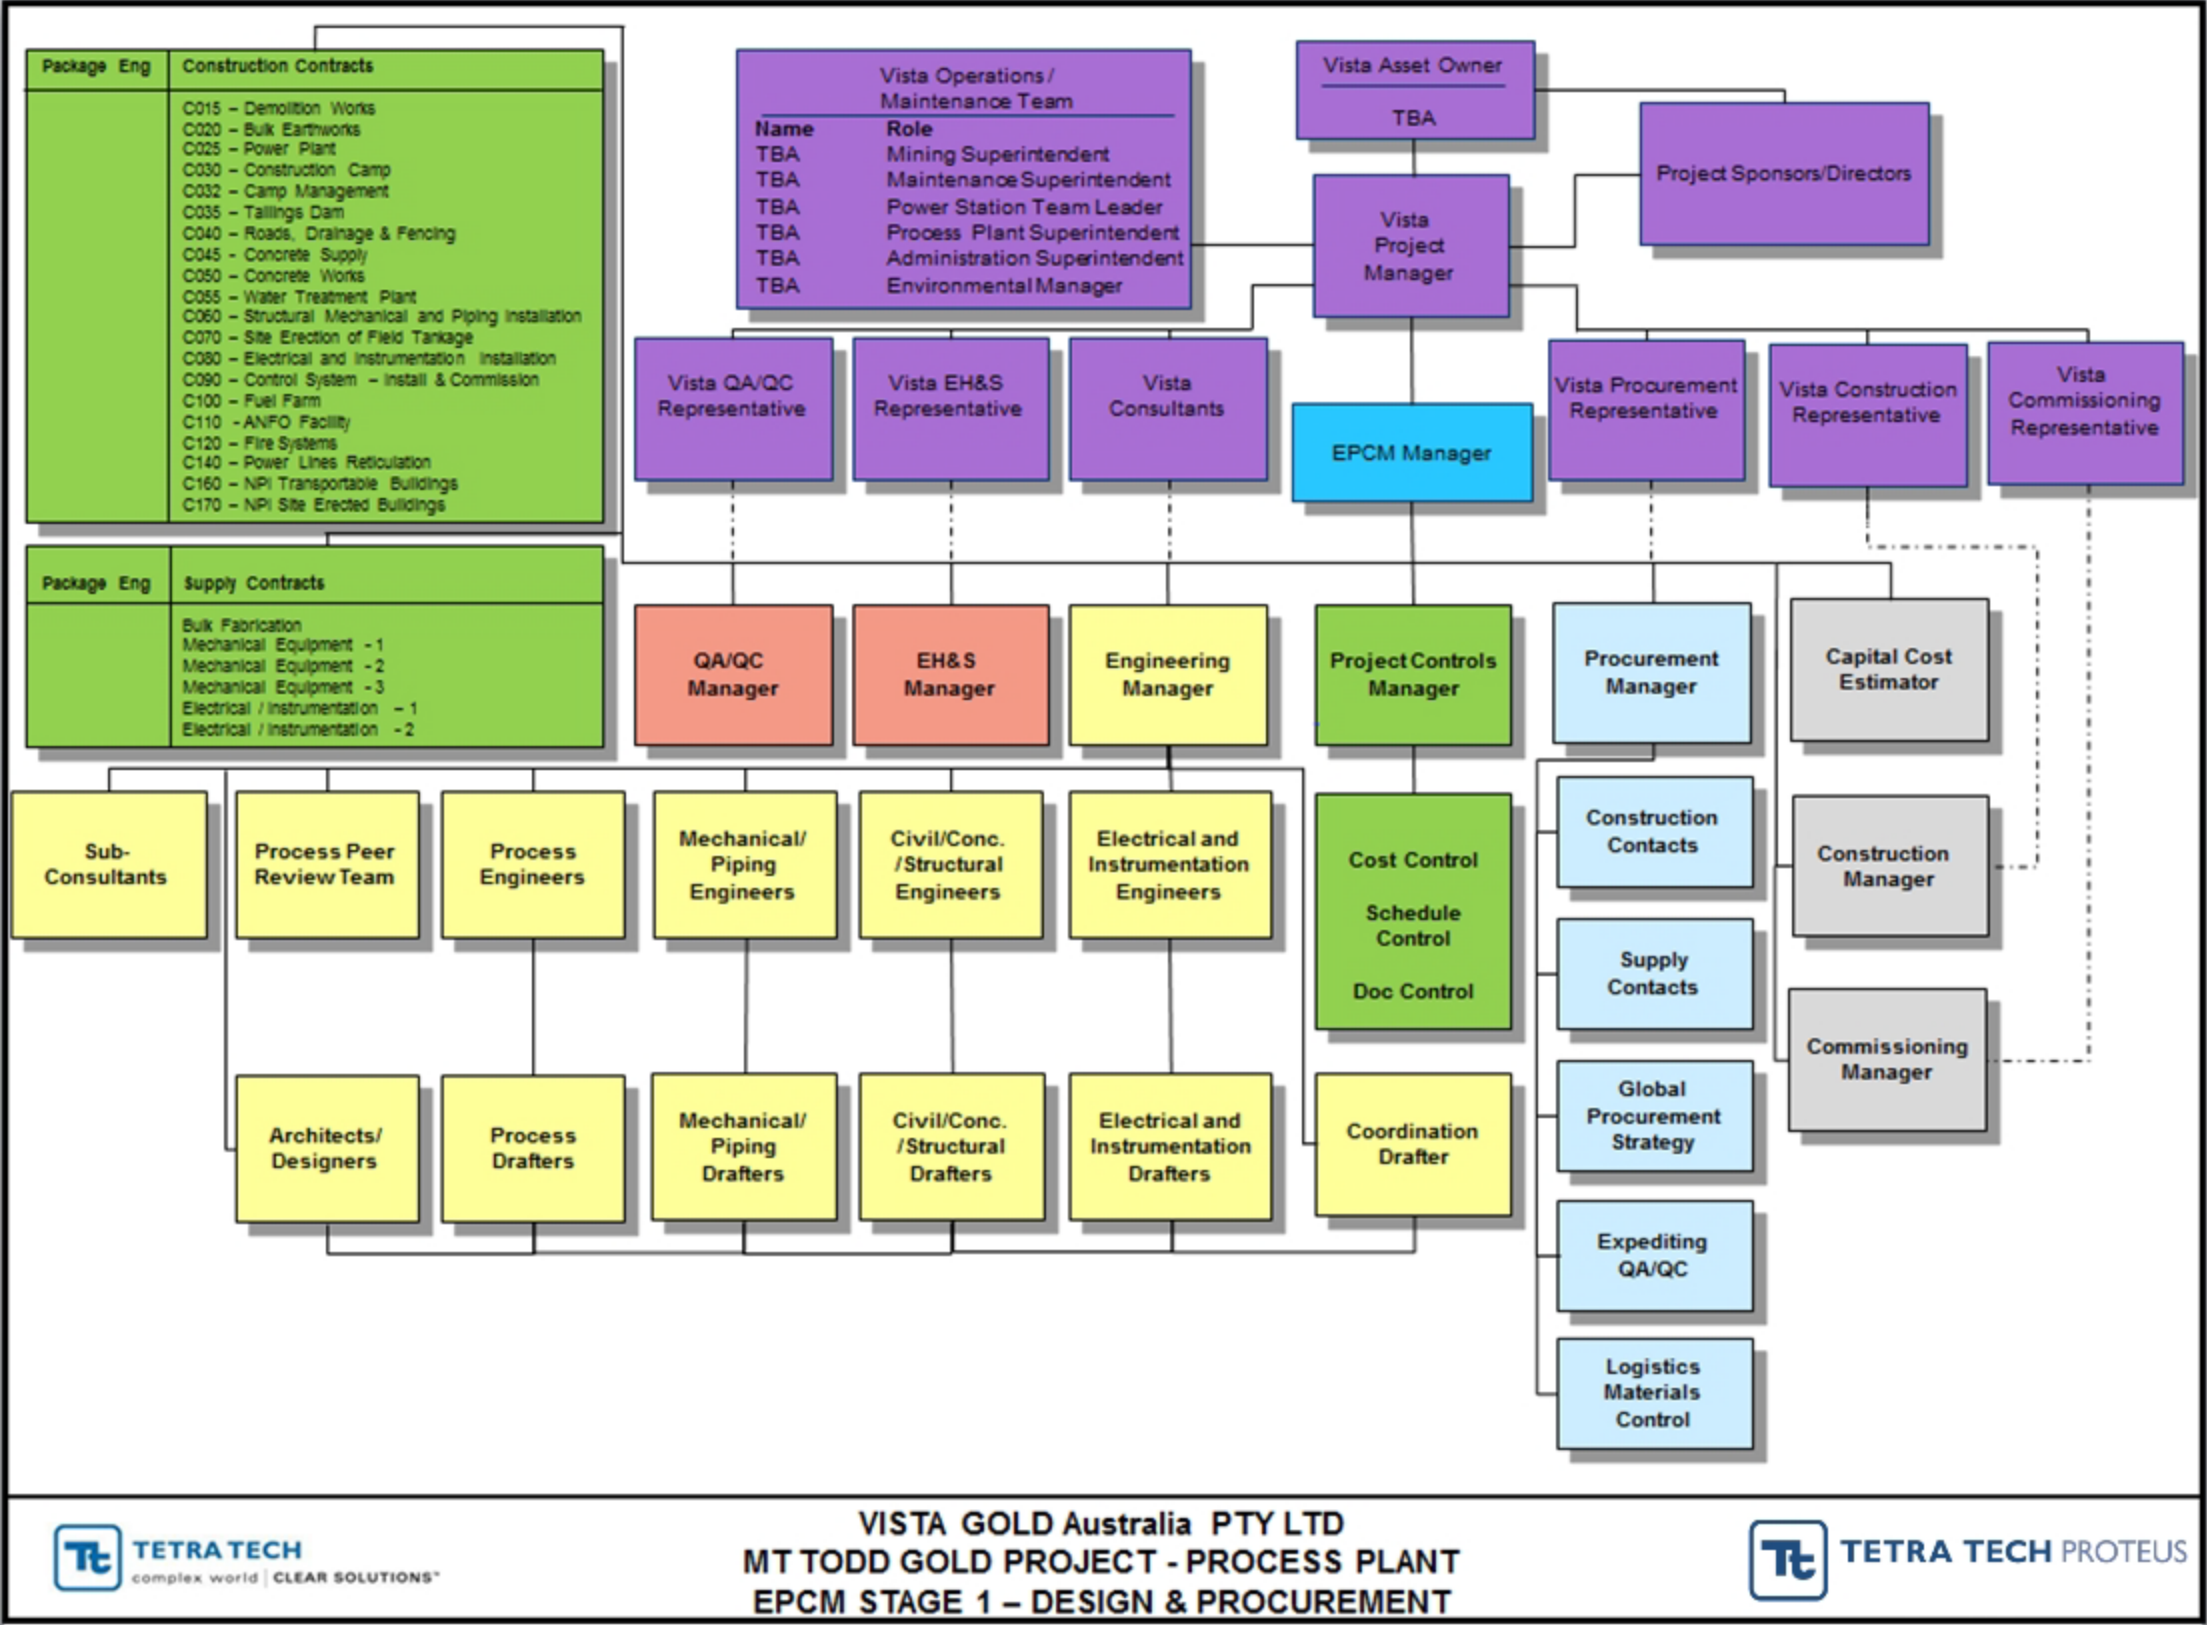 Package Eng
Construction Contracts
C015 – Demolition Works
C020 – Bulk Earthworks
C025 – Power Plant
C030 – Construction Camp
C032 – Camp Management
C035 – Tailings Dam
C040 – Roads, Drainage & Fencing
C045 - Concrete Supply
C050 – Concrete Works
C055 – Water Treatment Plant
C060 – Structural Mechanical and Piping Installation
C070 – Site Erection of Field Tankage
C080 – Electrical and Instrumentation Installation
C090 – Control System – Install & Commission
C100 – Fuel Farm
C110 - ANFO Facility
C120 – Fire Systems
C140 – Power Lines Reticulation
C160 – NPI Transportable Buildings
C170 – NPI Site Erected Buildings
Package Eng
Supply Contracts
Bulk Fabrication
Mechanical Equipment - 1
Mechanical Equipment - 2
Mechanical Equipment - 3
Electrical / Instrumentation – 1
Electrical / Instrumentation - 2
Vista Operations /
Maintenance Team
Name Role
TBA Mining Superintendent
TBA Maintenance Superintendent
TBA Power Station Team Leader
TBA Process Plant Superintendent
TBA Administration Superintendent
TBA Environmental Manager
Vista Asset Owner
TBA
Project Sponsors/Directors
Vista
Project
Manager
Vista QA/QC
Representative
Vista EH&S
Representative
Vista
Consultants
EPCM Manager
Vista Procurement
Representative
Vista Construction
Representative
Vista
Commissioning
Representative
QA/QC
Manager
EH&S
Manager
Engineering
Manager
Project Controls
Manager
Procurement
Manager
Capital Cost
Estimator
Sub-
Consultants
Process Peer
Review Team
Process
Engineers
Mechanical/
Piping
Engineers
Civil/Conc.
/Structural
Engineers
Electrical and
Instrumentation
Engineers
Cost Control
Schedule
Control
Doc Control
Construction
Contacts
Supply
Contacts
Global
Procurement
Strategy
Expediting
QA/QC
Logistics
Materials
Control
Construction
Manager
Commissioning
Manager
Architects/
Designers
Process
Drafters
Mechanical/
Piping
Drafters
Civil/Conc.
/Structural
Drafters
Electrical and
Instrumentation
Drafters
Coordination
Drafter
Tt
TETRA TECH
complex world | CLEAR SOLUTIONS™
VISTA GOLD Australia PTY LTD
MT TODD GOLD PROJECT - PROCESS PLANT
EPCM STAGE 1 – DESIGN & PROCUREMENT
Tt
TETRA TECH PROTEUS